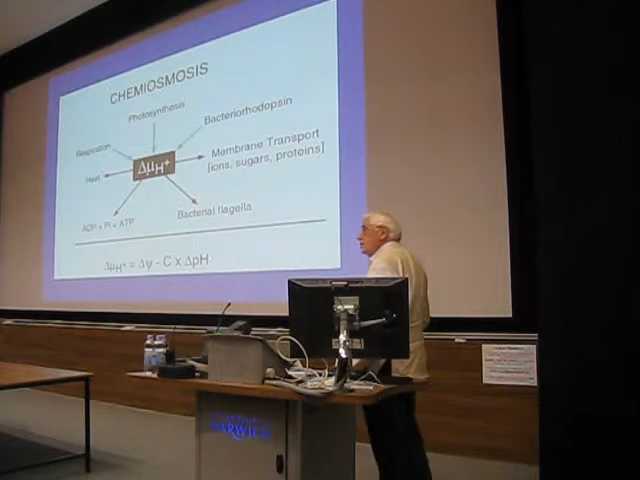 CHEMIOSMOSIS
Photosynthesis
Bacteriorhodopsin
Respiration
ΔμH⁺
Membrane Transport
[ions, sugars, proteins]
Heat
ADP + Pi = ATP
Bacterial flagella
ΔμH⁺ = Δψ - C x ΔpH
WARWICK